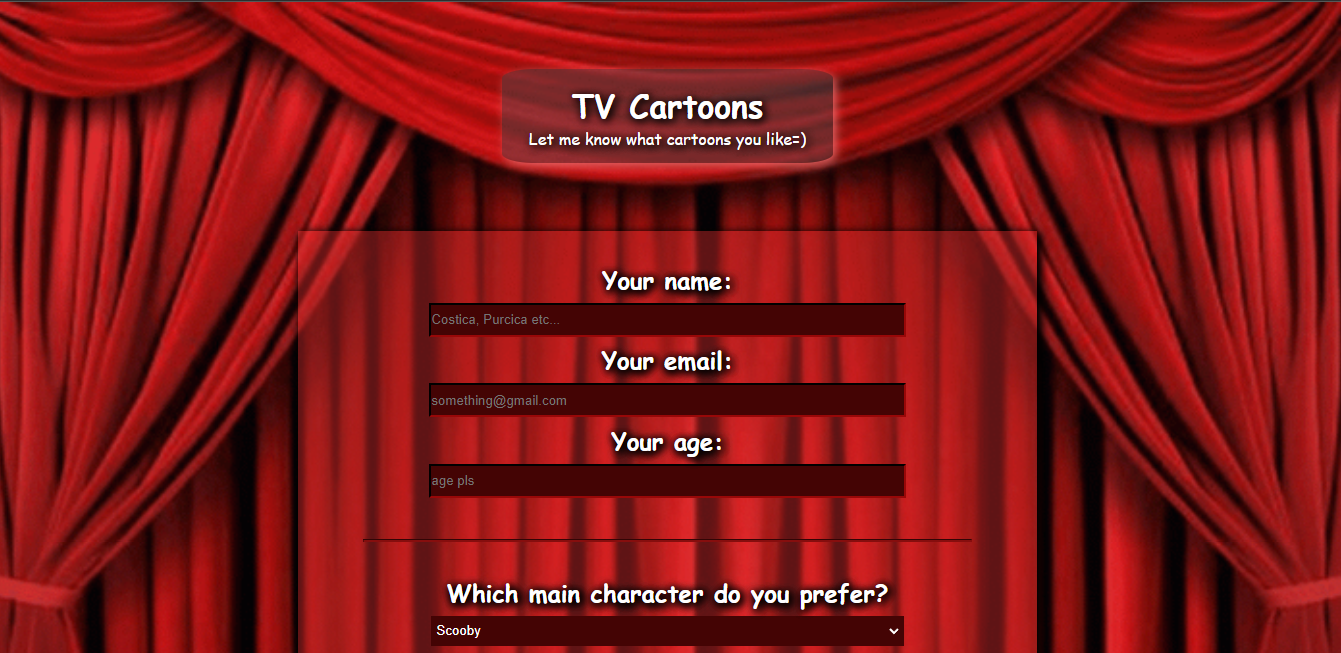 TV Cartoons
Let me know what cartoons you like=)
Your name:
Costica, Purcica etc...
Your email:
something@gmail.com
Your age:
age pls
Which main character do you prefer?
Scooby